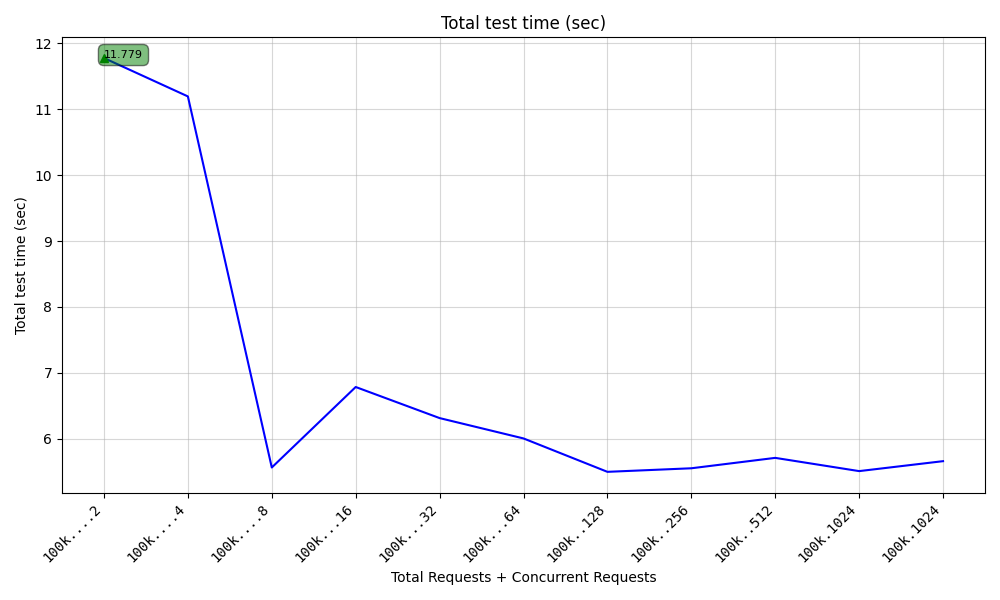 Total test time (sec)
12
11.779
11
10
9
8
7
6
Total test time (sec)
100k....2
100k....4
100k....8
100k...16
100k...32
100k...64
100k..128
100k..256
100k..512
100k.1024
100k.1024
Total Requests + Concurrent Requests